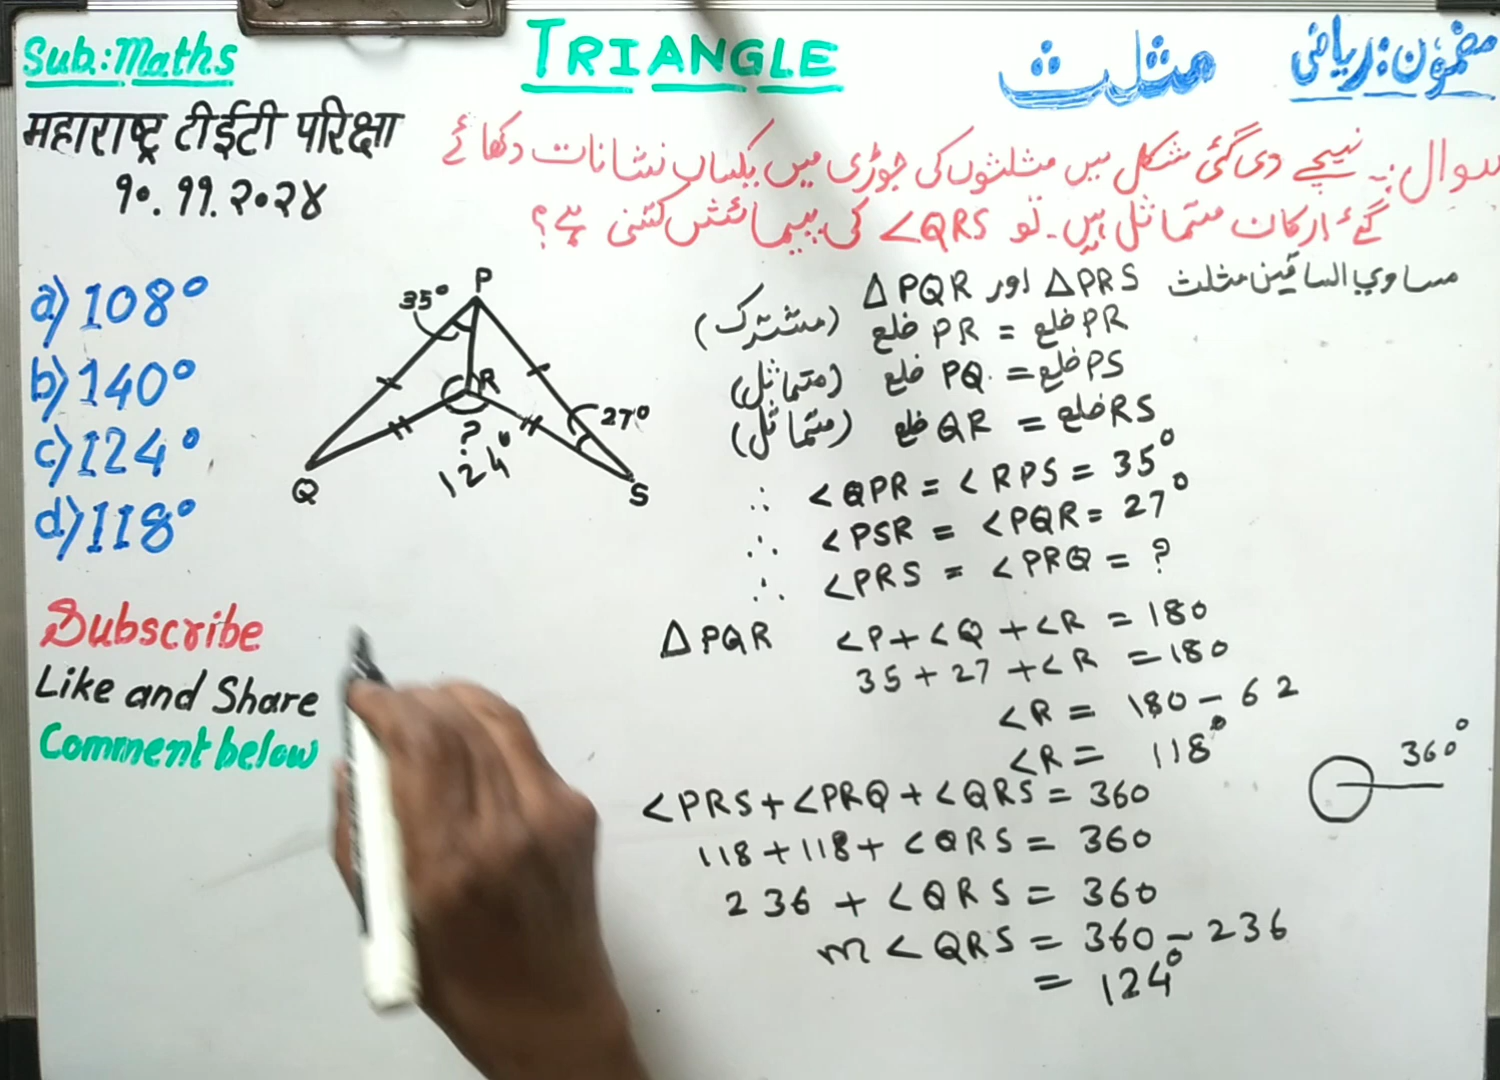 Sub.: Maths
TRIANGLE
مثلث
مضمون: ریاضی
महाराष्ट्र टीईटी परिक्षा
१०.११.२०२४
سوال:۔ نیچے دی گئی شکل میں مثلثوں کی جوڑی میں یکساں نشانات دکھائے
گئے ارکان متماثل ہیں۔ تو ∠QRS کی پیمائش کتنی ہے؟
a) 108°
b) 140°
c) 124°
d) 118°
P
35°
R
27°
?
124°
Q
S
مساوی الساقین مثلث △PRS اور △PQR
ضلع PR = ضلع PR (مشترک)
ضلع PQ = ضلع PS (متماثل)
ضلع QR = ضلع RS (متماثل)
∴ ∠QPR = ∠RPS = 35°
∴ ∠PSR = ∠PQR = 27°
∴ ∠PRS = ∠PRQ = ?
△PQR ∠P + ∠Q + ∠R = 180
35 + 27 + ∠R = 180
∠R = 180 - 62
∠R = 118°
∠PRS + ∠PRQ + ∠QRS = 360
118 + 118 + ∠QRS = 360
236 + ∠QRS = 360
m∠QRS = 360 - 236
= 124°
360°
Subscribe
Like and Share
Comment below